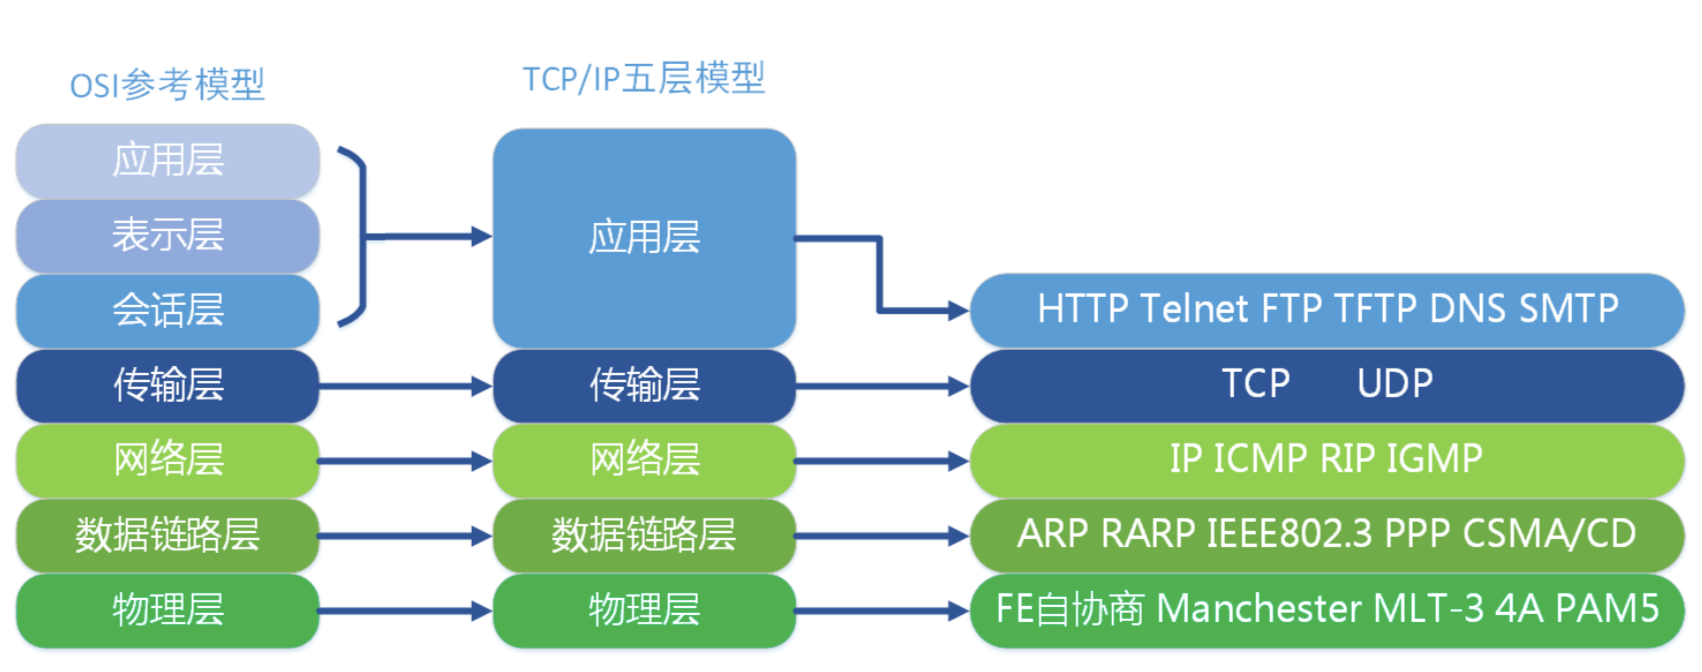 OSI参考模型
应用层
表示层
会话层
传输层
网络层
数据链路层
物理层
TCP/IP五层模型
应用层
传输层
网络层
数据链路层
物理层
HTTP Telnet FTP TFTP DNS SMTP
TCP UDP
IP ICMP RIP IGMP
ARP RARP IEEE802.3 PPP CSMA/CD
FE自协商 Manchester MLT-3 4A PAM5